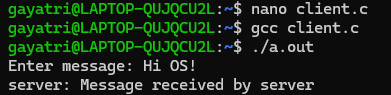 gayatri@LAPTOP-QUJQCU2L:~$ nano client.c
gayatri@LAPTOP-QUJQCU2L:~$ gcc client.c
gayatri@LAPTOP-QUJQCU2L:~$ ./a.out
Enter message: Hi OS!
server: Message received by server